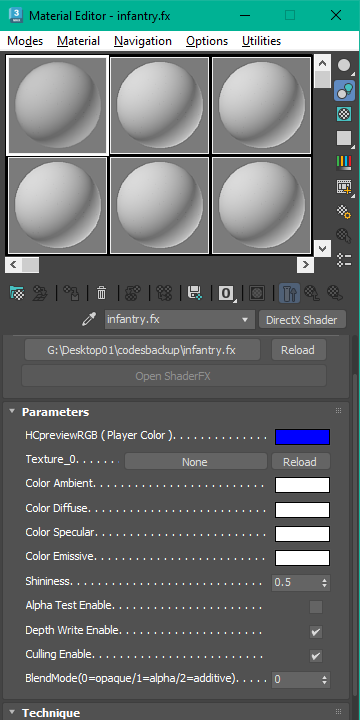 Material Editor - infantry.fx
Modes Material Navigation Options Utilities
infantry.fx DirectX Shader
G:\Desktop01\codesbackup\infantry.fx Reload
Open ShaderFX
Parameters
HCpreviewRGB ( Player Color )
Texture_0 None Reload
Color Ambient
Color Diffuse
Color Specular
Color Emissive
Shininess 0.5
Alpha Test Enable
Depth Write Enable
Culling Enable
BlendMode(0=opaque/1=alpha/2=additive) 0
Technique